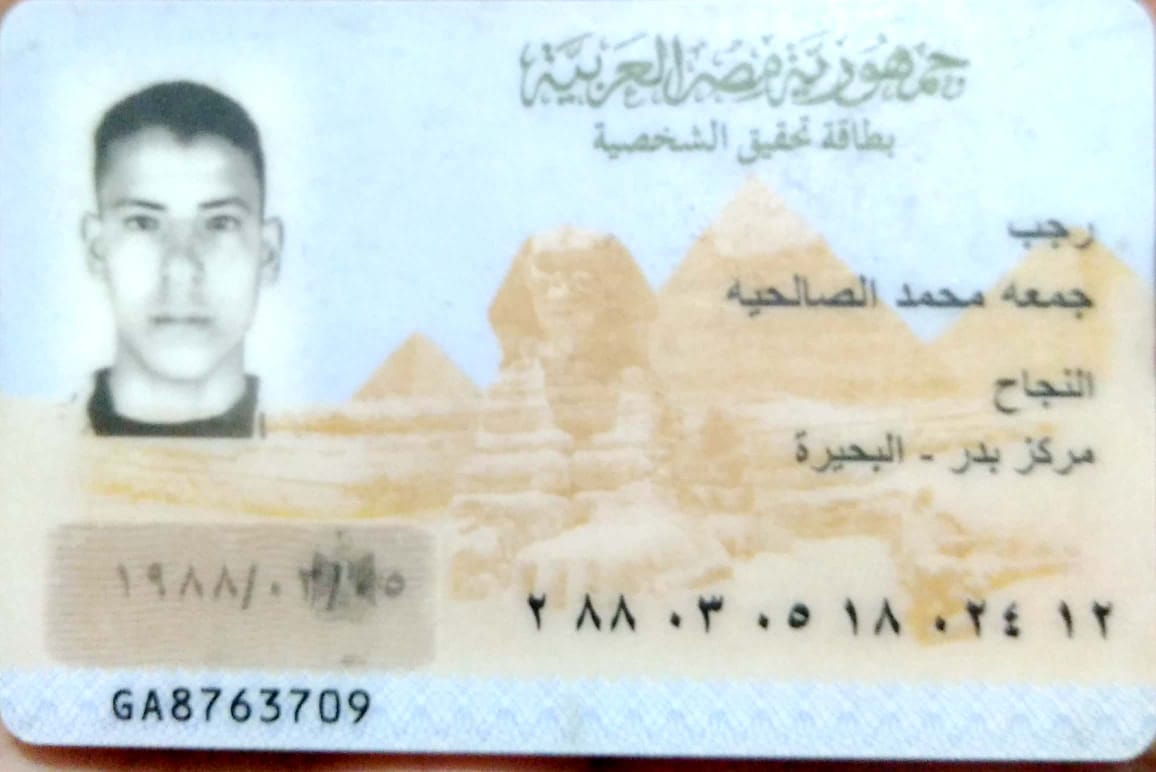 جمهورية مصر العربية
بطاقة تحقيق الشخصية
رجب
جمعه محمد الصالحيه
النجاح
مركز بدر - البحيرة
١٩٨٨/٠٣/٠٥
٢ ٨٨ ٠٣ ٠٥ ١٨ ٠٢٤ ١٢
GA8763709